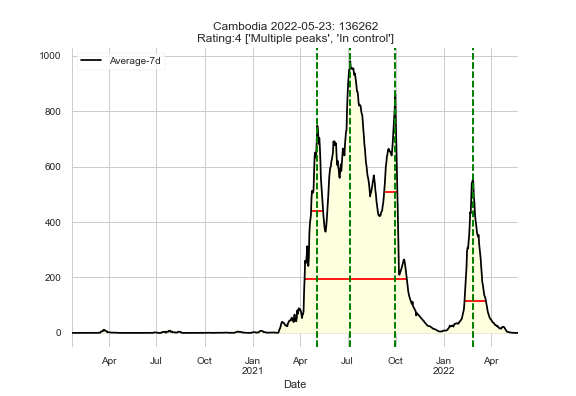 Cambodia 2022-05-23: 136262
Rating:4 ['Multiple peaks', 'In control']
Average-7d
1000
800
600
400
200
0
Apr Jul Oct Jan Apr Jul Oct Jan Apr
2021 2022
Date